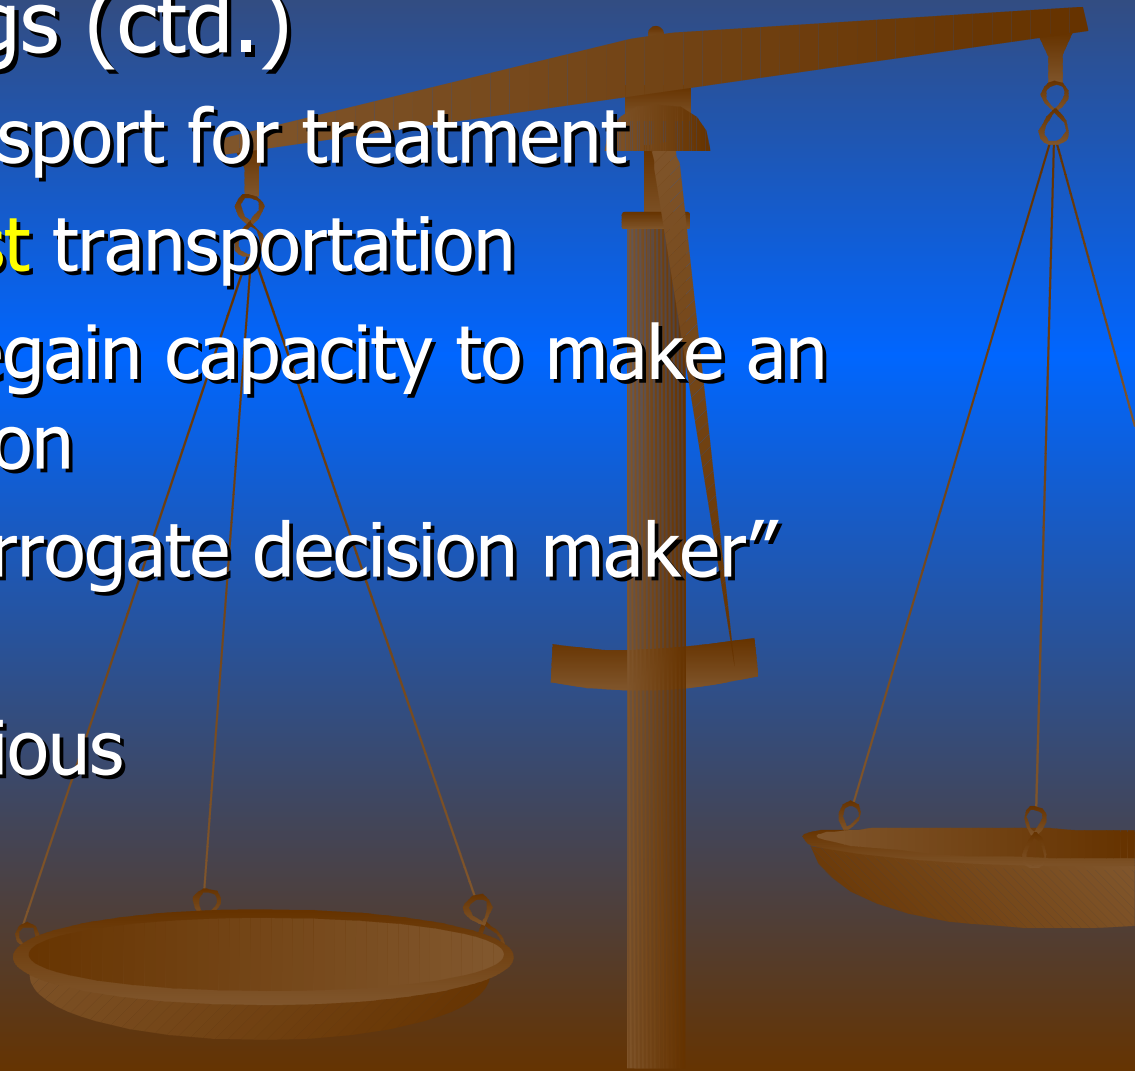 gs (ctd.)
sport for treatment
st transportation
egain capacity to make an
on
rrogate decision maker”
ious